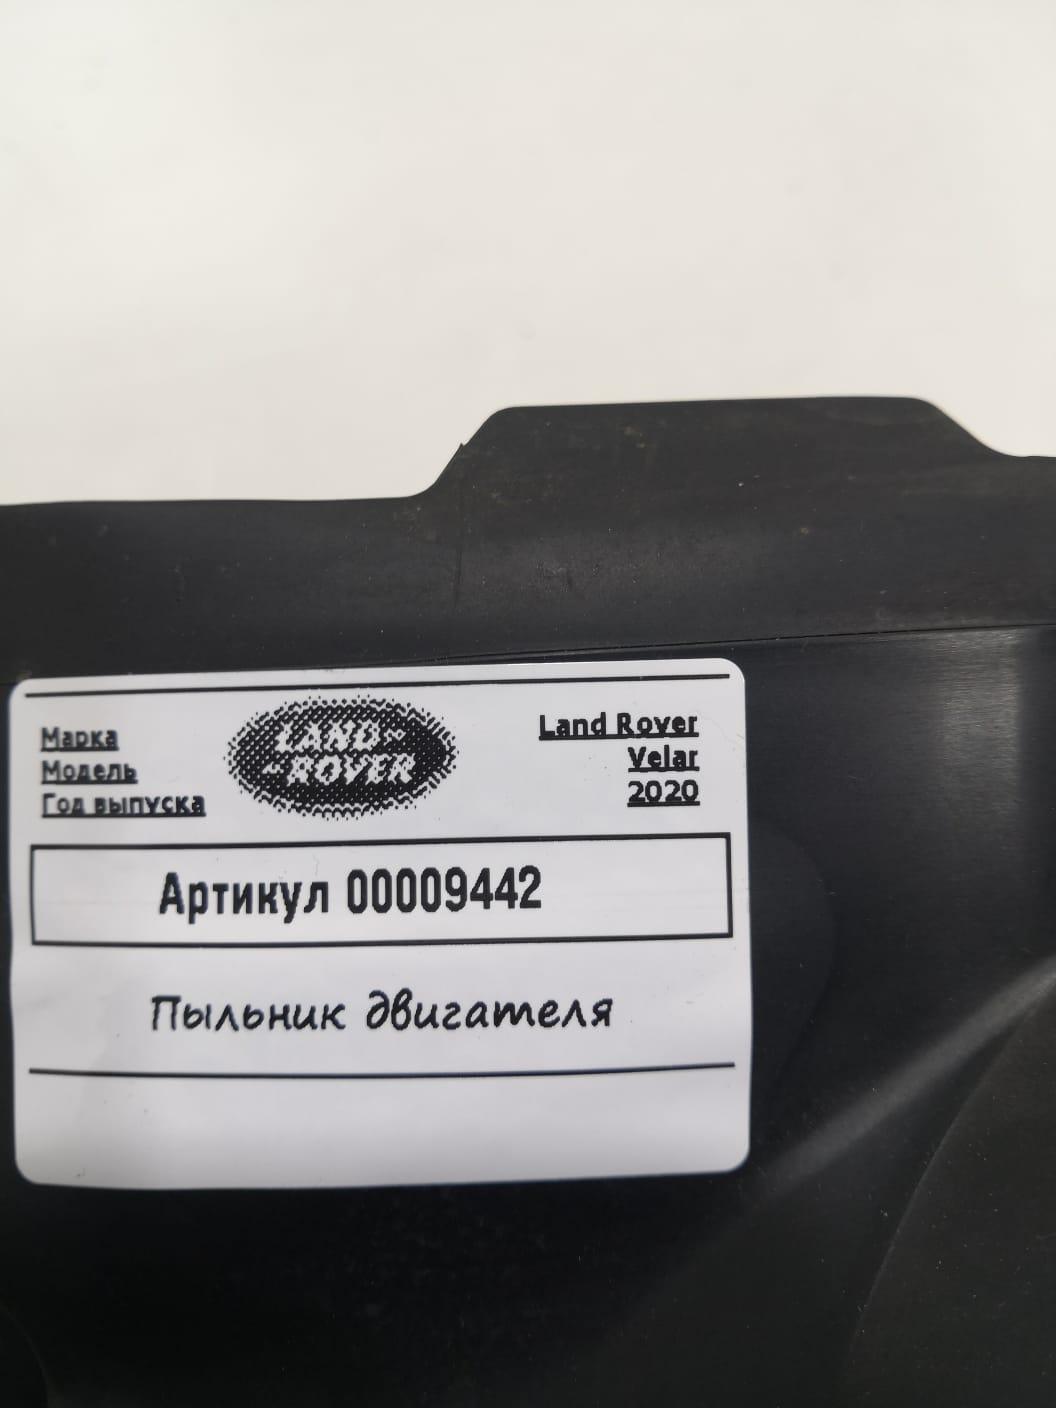 Марка
Модель
Год выпуска
LAND
ROVER
Land Rover
Velar
2020
Артикул 00009442
Пыльник двигателя